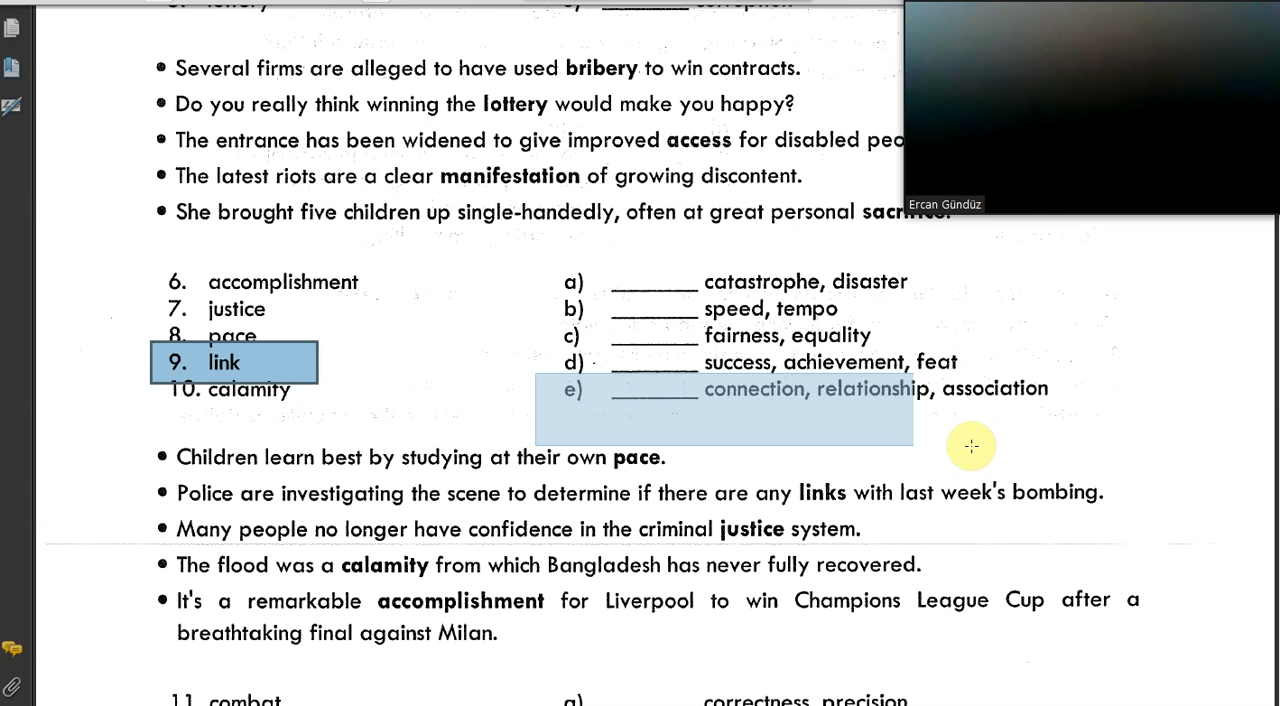 Several firms are alleged to have used bribery to win contracts.
• Do you really think winning the lottery would make you happy?
• The entrance has been widened to give improved access for disabled peo
• The latest riots are a clear manifestation of growing discontent.
• She brought five children up single-handedly, often at great personal sacrifice.
Ercan Gündüz
6. accomplishment a) ________ catastrophe, disaster
7. justice b) ________ speed, tempo
8. pace c) ________ fairness, equality
9. link d) ________ success, achievement, feat
10. calamity e) ________ connection, relationship, association
• Children learn best by studying at their own pace.
• Police are investigating the scene to determine if there are any links with last week's bombing.
• Many people no longer have confidence in the criminal justice system.
• The flood was a calamity from which Bangladesh has never fully recovered.
• It's a remarkable accomplishment for Liverpool to win Champions League Cup after a
breathtaking final against Milan.
11. combat a) ________ correctness, precision